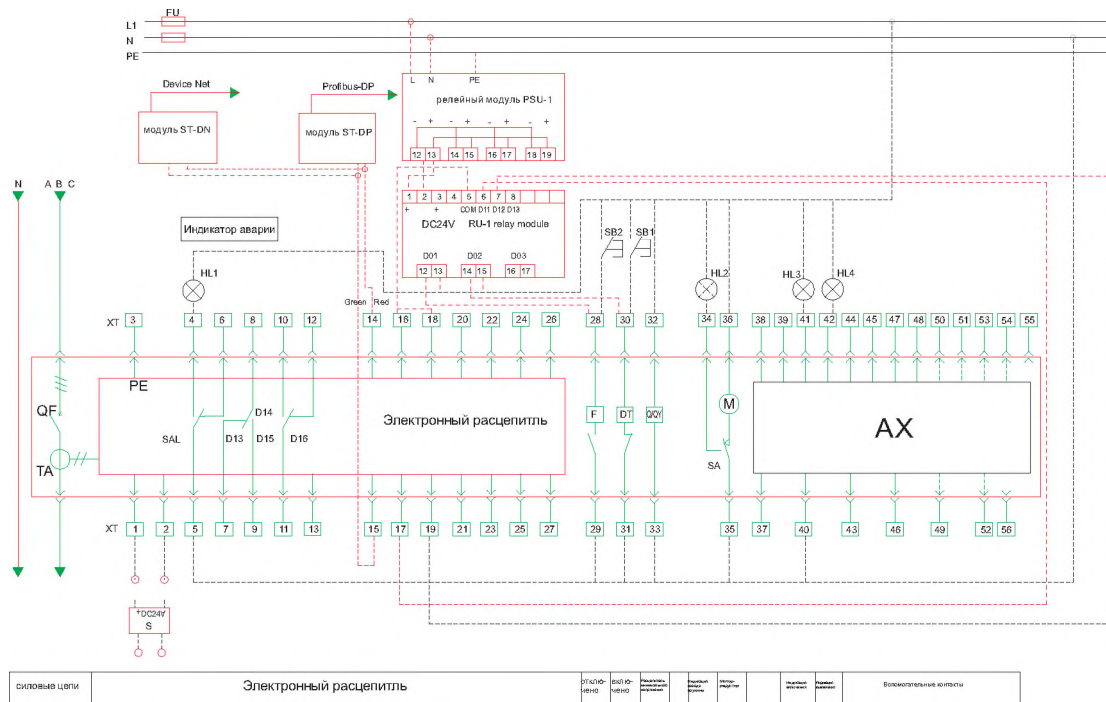 FU
L1
N
PE
Device Net
Profibus-DP
модуль ST-DN
модуль ST-DP
L N PE
релейный модуль PSU-1
- + - + - + - +
12 13 14 15 16 17 18 19
1 2 3 4 5 6 7 8
+ + COM D11 D12 D13
DC24V RU-1 relay module
D01 D02 D03
12 13 14 15 16 17
N A B C
Индикатор аварии
HL1
SB2 SB1
HL2 HL3 HL4
Green Red
XT 3 4 6 8 10 12 14 16 18 20 22 24 26 28 30 32 34 36 38 39 41 42 44 45 47 48 50 51 53 54 55
PE
QF
TA
SAL
D14
D13 D15 D16
Электронный расцепитль
F DT Q/QY
M
SA
AX
XT 1 2 5 7 9 11 13 15 17 19 21 23 25 27 29 31 33 35 37 40 43 46 49 52 56
+DC24V
S
силовые цепи
Электронный расцепитль
отклю-
чено
вклю-
чено
Вспомогательные контакты